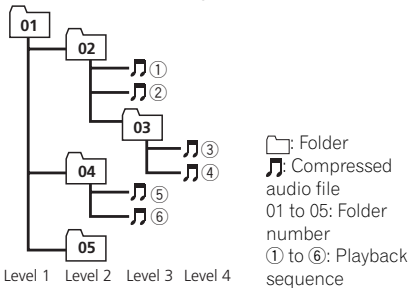 01
02
①
②
03
③
④
04
⑤
⑥
05
Level 1 Level 2 Level 3 Level 4
: Folder
: Compressed
audio file
01 to 05: Folder
number
① to ⑥: Playback
sequence